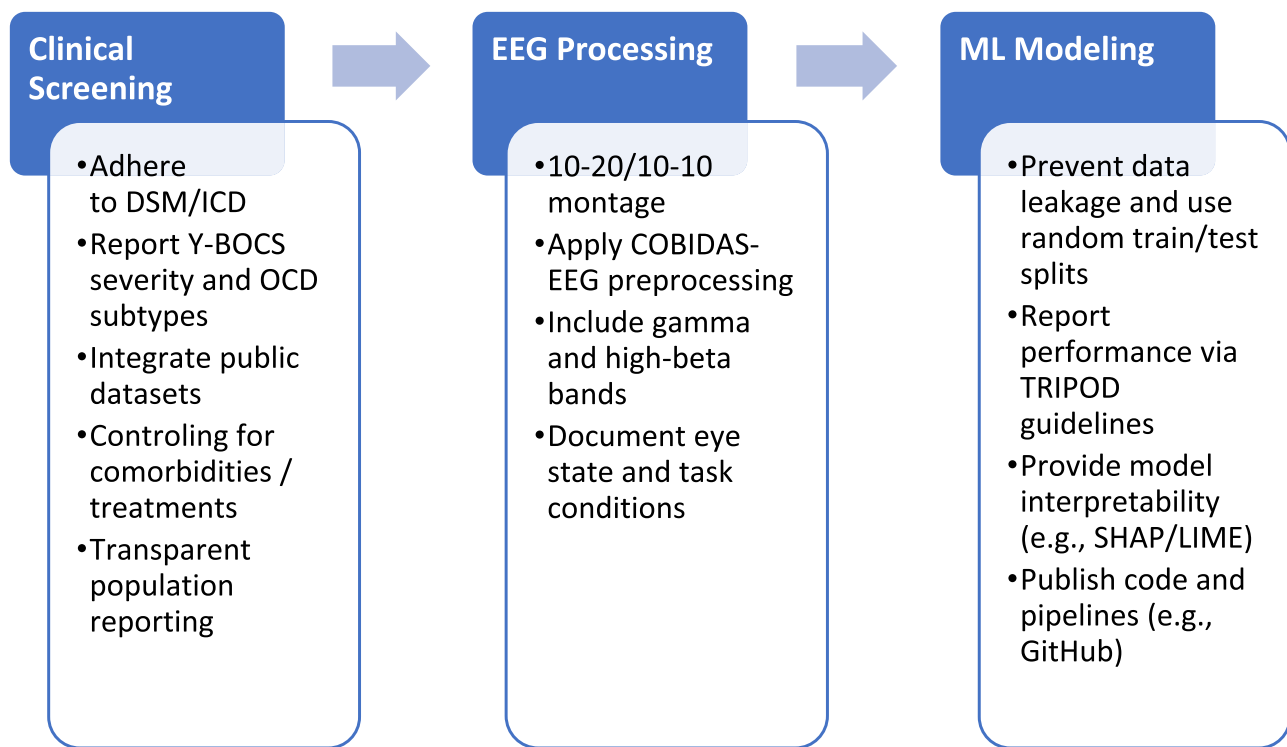 Clinical
Screening
•Adhere
to DSM/ICD
•Report Y-BOCS
severity and OCD
subtypes
•Integrate public
datasets
•Controling for
comorbidities /
treatments
•Transparent
population
reporting
EEG Processing
•10-20/10-10
montage
•Apply COBIDAS-
EEG preprocessing
•Include gamma
and high-beta
bands
•Document eye
state and task
conditions
ML Modeling
•Prevent data
leakage and use
random train/test
splits
•Report
performance via
TRIPOD
guidelines
•Provide model
interpretability
(e.g., SHAP/LIME)
•Publish code and
pipelines (e.g.,
GitHub)